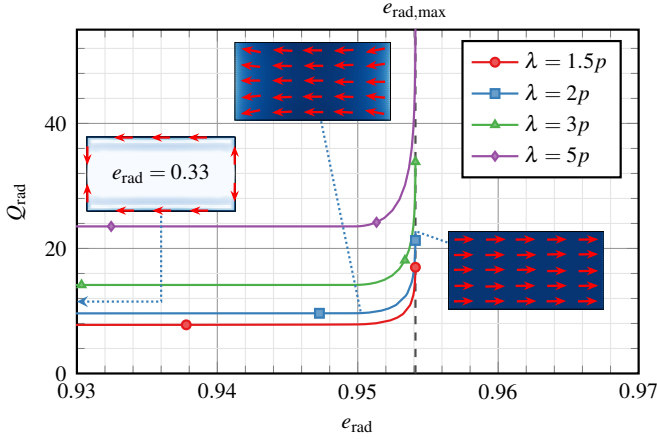 e_rad,max
λ = 1.5p
λ = 2p
λ = 3p
λ = 5p
e_rad = 0.33
Q_rad
40
20
0
0.93 0.94 0.95 0.96 0.97
e_rad